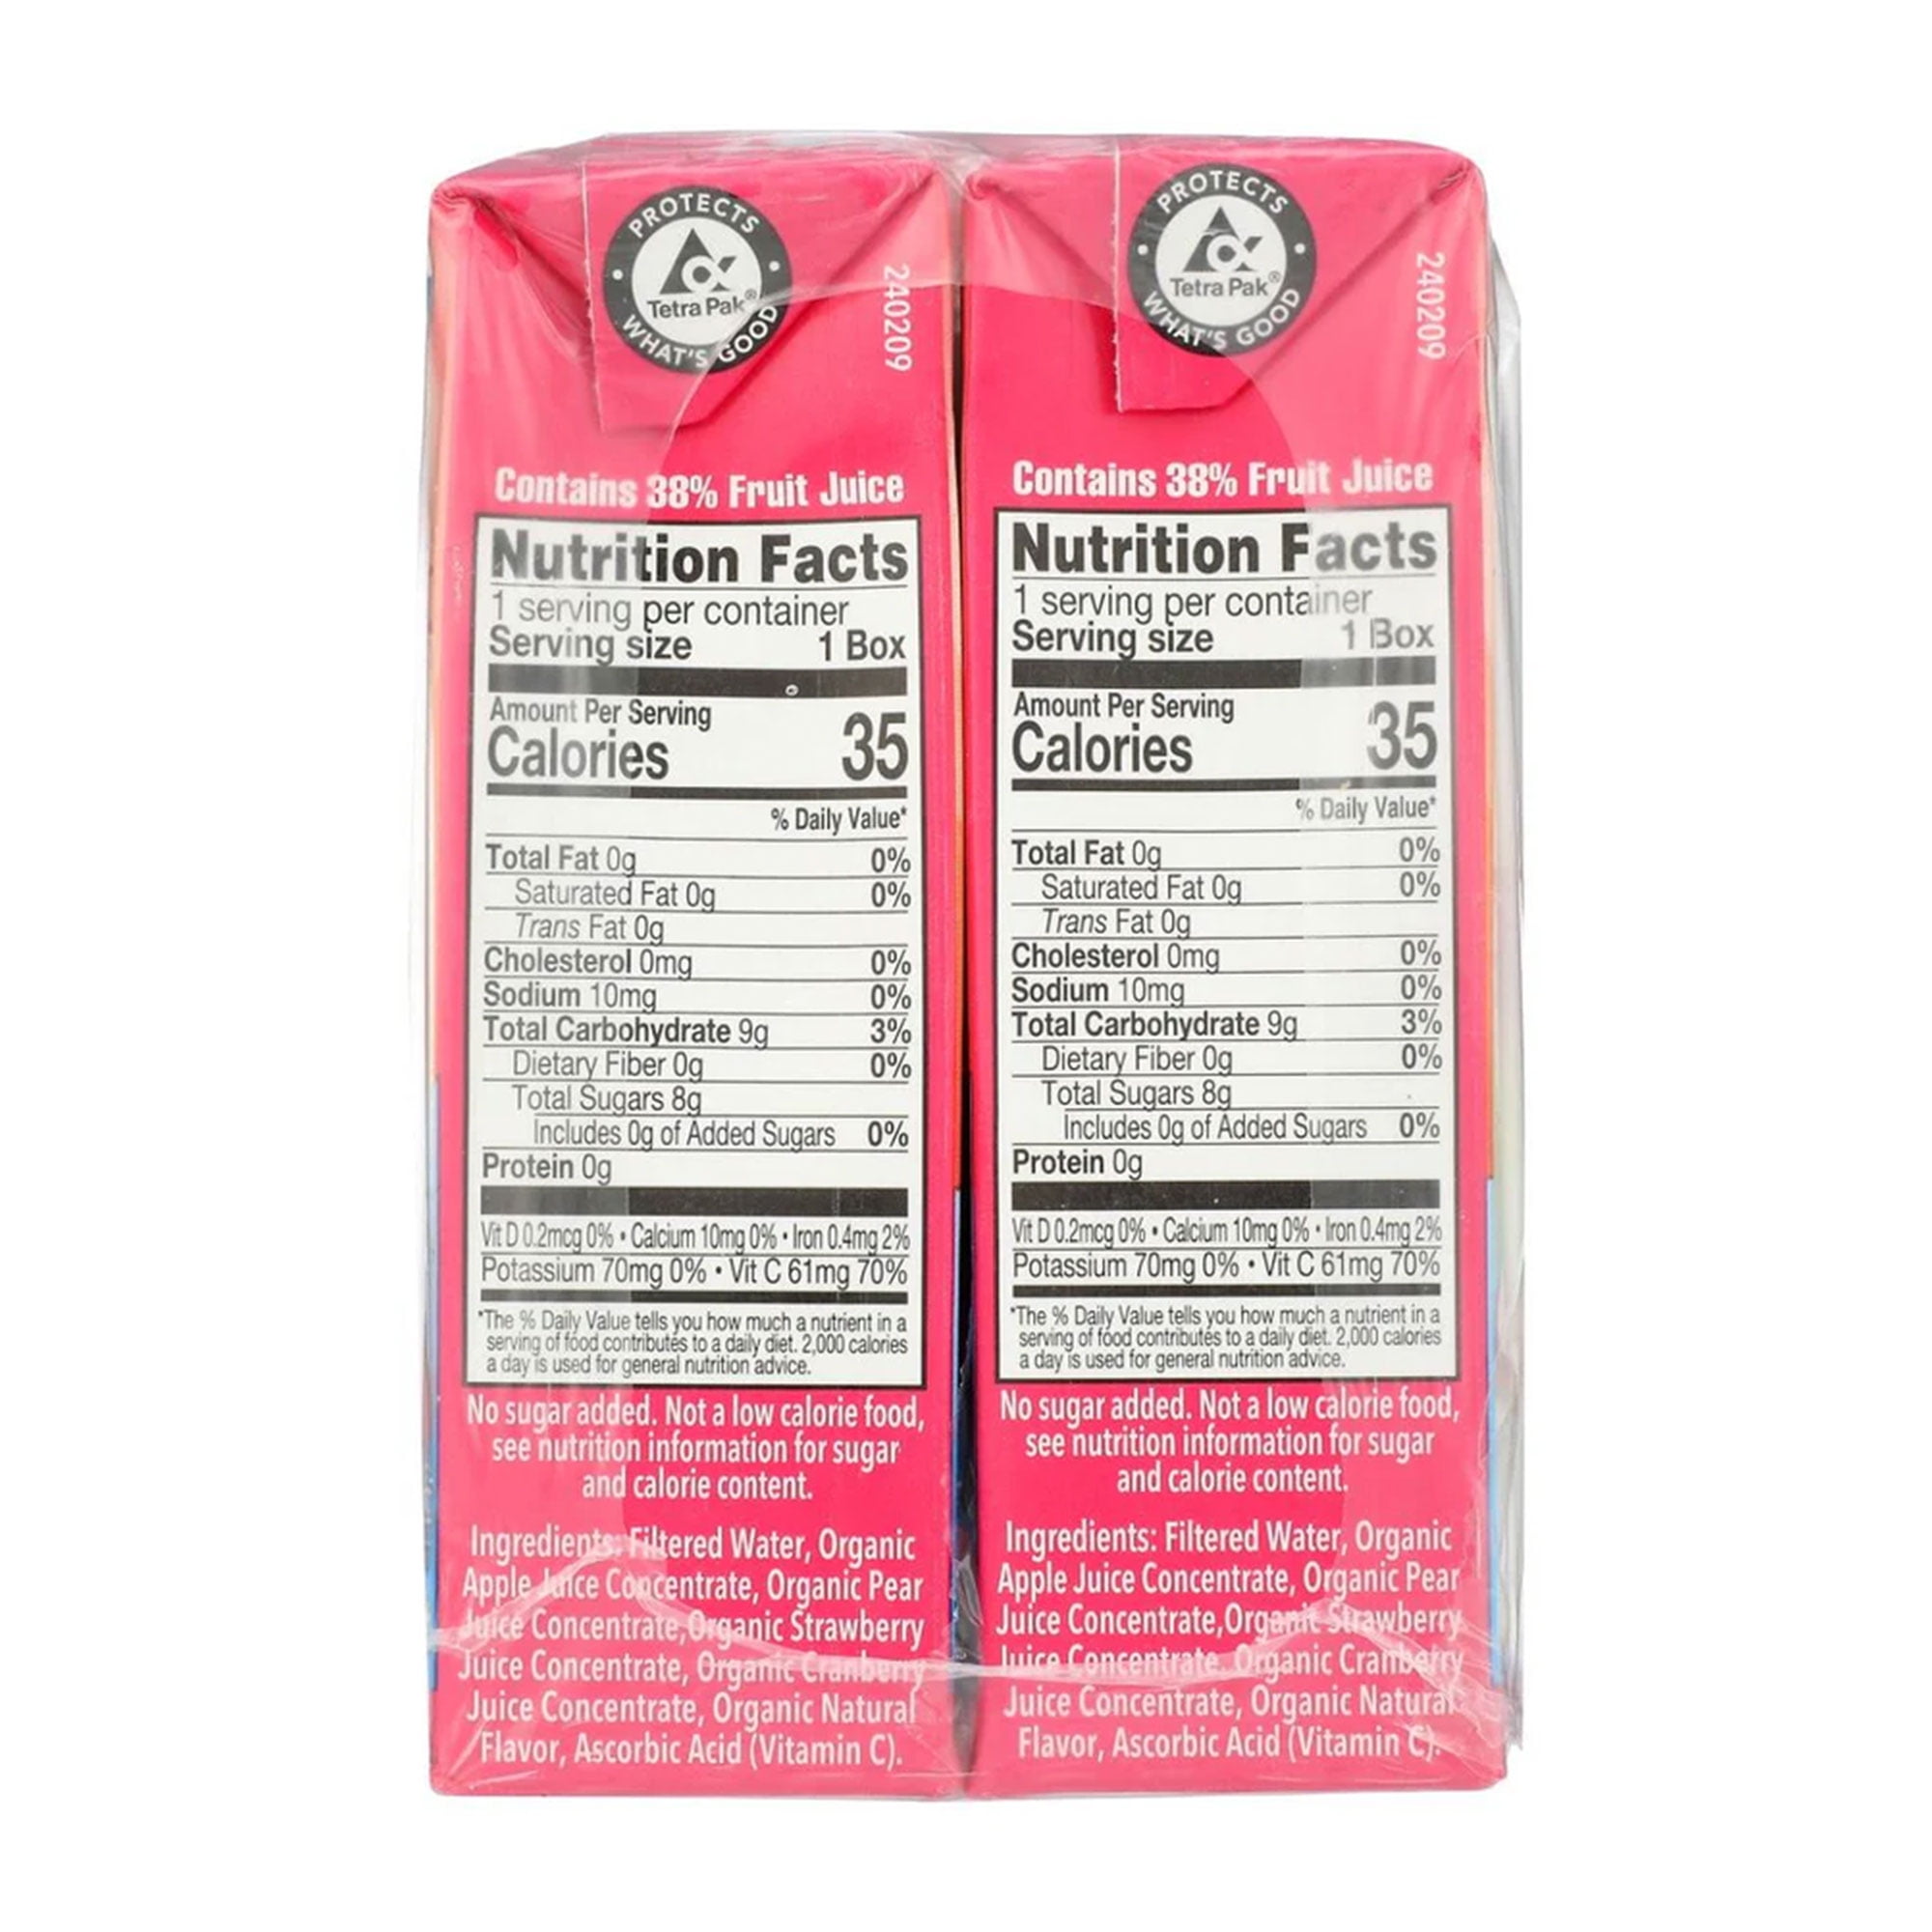 PROTECTS
Tetra Pak®
WHAT'S GOOD
240209
Contains 38% Fruit Juice
Nutrition Facts
1 serving per container
Serving size 1 Box
Amount Per Serving
Calories 35
% Daily Value*
Total Fat 0g 0%
Saturated Fat 0g 0%
Trans Fat 0g
Cholesterol 0mg 0%
Sodium 10mg 0%
Total Carbohydrate 9g 3%
Dietary Fiber 0g 0%
Total Sugars 8g
Includes 0g of Added Sugars 0%
Protein 0g
Vit D 0.2mcg 0% • Calcium 10mg 0% • Iron 0.4mg 2%
Potassium 70mg 0% • Vit C 61mg 70%
*The % Daily Value tells you how much a nutrient in a
serving of food contributes to a daily diet. 2,000 calories
a day is used for general nutrition advice.
No sugar added. Not a low calorie food,
see nutrition information for sugar
and calorie content.
Ingredients: Filtered Water, Organic
Apple Juice Concentrate, Organic Pear
Juice Concentrate,Organic Strawberry
Juice Concentrate, Organic Cranberry
Juice Concentrate, Organic Natural
Flavor, Ascorbic Acid (Vitamin C).
PROTECTS
Tetra Pak®
WHAT'S GOOD
240209
Contains 38% Fruit Juice
Nutrition Facts
1 serving per container
Serving size 1 Box
Amount Per Serving
Calories 35
% Daily Value*
Total Fat 0g 0%
Saturated Fat 0g 0%
Trans Fat 0g
Cholesterol 0mg 0%
Sodium 10mg 0%
Total Carbohydrate 9g 3%
Dietary Fiber 0g 0%
Total Sugars 8g
Includes 0g of Added Sugars 0%
Protein 0g
Vit D 0.2mcg 0% • Calcium 10mg 0% • Iron 0.4mg 2%
Potassium 70mg 0% • Vit C 61mg 70%
*The % Daily Value tells you how much a nutrient in a
serving of food contributes to a daily diet. 2,000 calories
a day is used for general nutrition advice.
No sugar added. Not a low calorie food,
see nutrition information for sugar
and calorie content.
Ingredients: Filtered Water, Organic
Apple Juice Concentrate, Organic Pear
Juice Concentrate,Organic Strawberry
Juice Concentrate, Organic Cranberry
Juice Concentrate, Organic Natural
Flavor, Ascorbic Acid (Vitamin C).